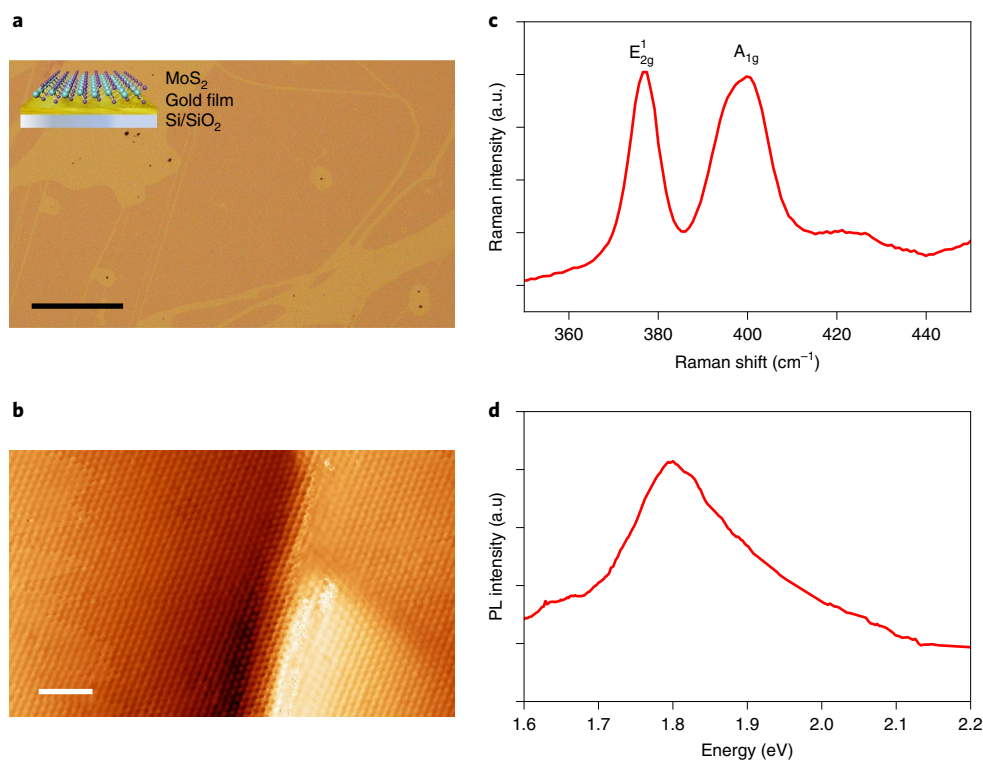 a
MoS₂
Gold film
Si/SiO₂
b
c
E¹₂g
A₁g
Raman intensity (a.u.)
360 380 400 420 440
Raman shift (cm⁻¹)
d
PL intensity (a.u)
1.6 1.7 1.8 1.9 2.0 2.1 2.2
Energy (eV)